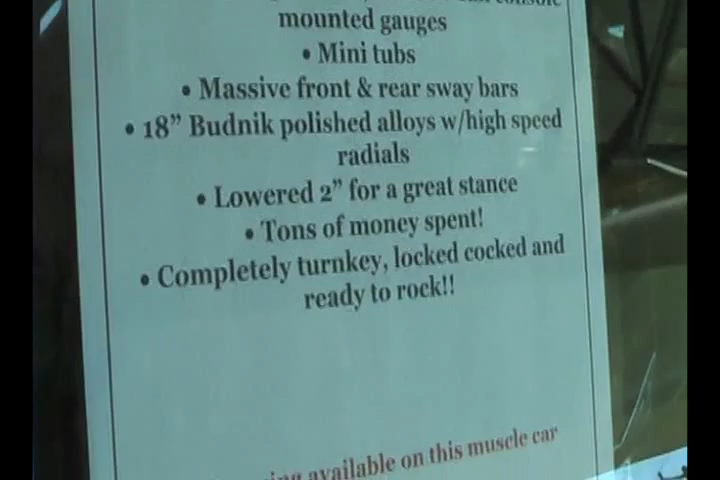 console
mounted gauges
• Mini tubs
• Massive front & rear sway bars
• 18” Budnik polished alloys w/high speed
radials
• Lowered 2” for a great stance
• Tons of money spent!
• Completely turnkey, locked cocked and
ready to rock!!
available on this muscle car